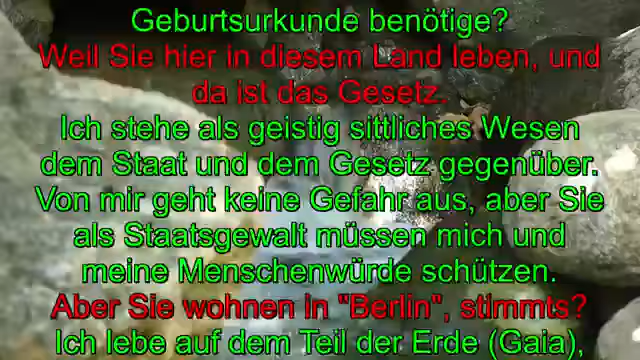 Geburtsurkunde benötige?
Weil Sie hier in diesem Land leben, und
da ist das Gesetz.
Ich stehe als geistig sittliches Wesen
dem Staat und dem Gesetz gegenüber.
Von mir geht keine Gefahr aus, aber Sie
als Staatsgewalt müssen mich und
meine Menschenwürde schützen.
Aber Sie wohnen in "Berlin", stImmts?
Ich lebe auf dem Teil der Erde (Gaia),